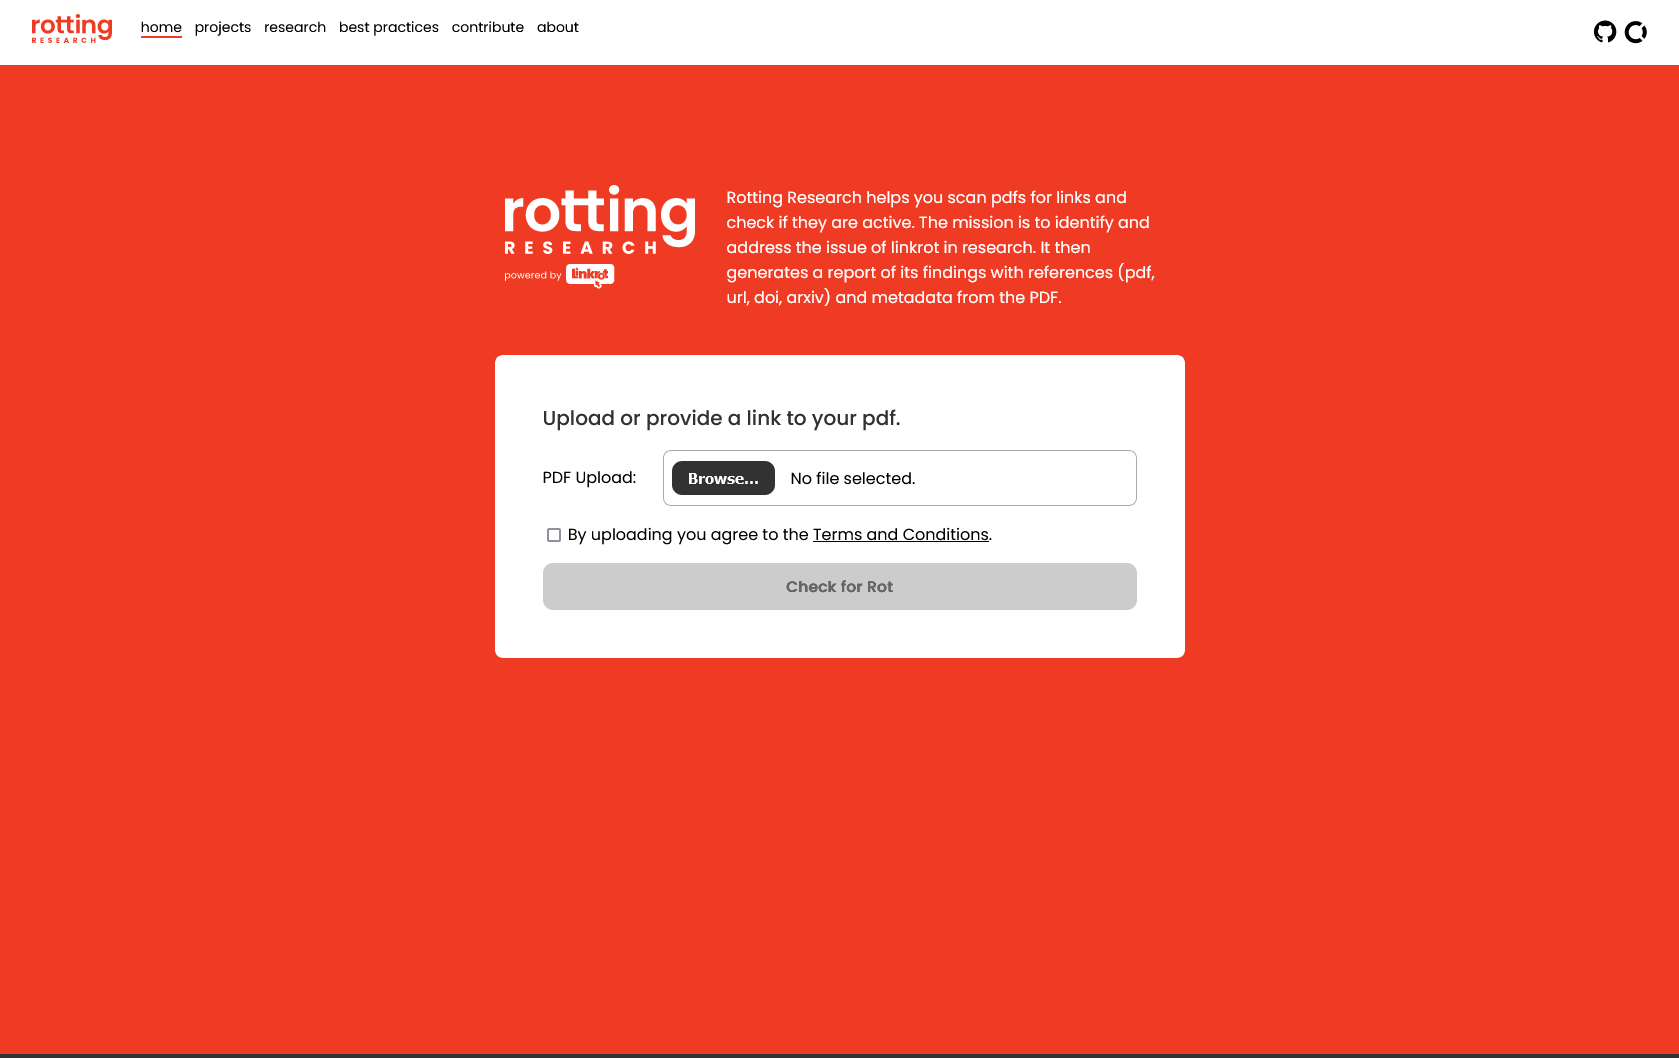 rotting
RESEARCH
home projects research best practices contribute about
rotting
RESEARCH
powered by linkrot
Rotting Research helps you scan pdfs for links and
check if they are active. The mission is to identify and
address the issue of linkrot in research. It then
generates a report of its findings with references (pdf,
url, doi, arxiv) and metadata from the PDF.
Upload or provide a link to your pdf.
PDF Upload: Browse... No file selected.
By uploading you agree to the Terms and Conditions.
Check for Rot